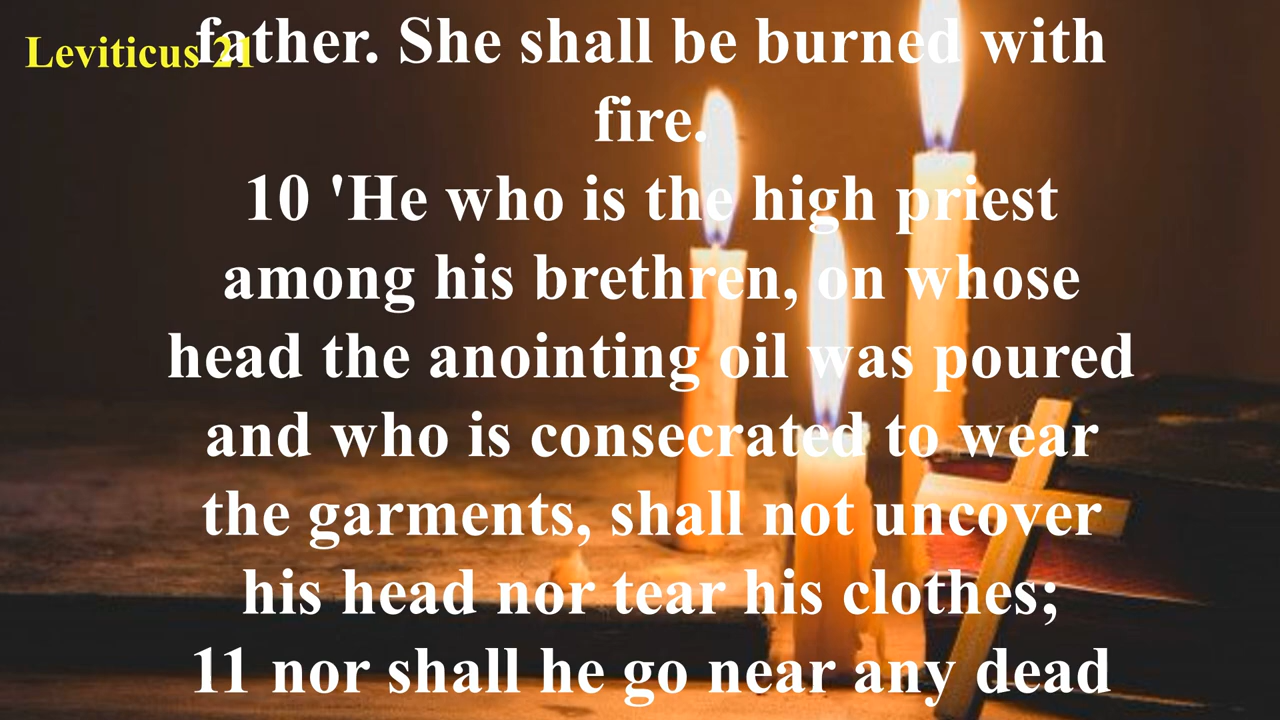 Leviticus 21
father. She shall be burned with
fire.
10 'He who is the high priest
among his brethren, on whose
head the anointing oil was poured
and who is consecrated to wear
the garments, shall not uncover
his head nor tear his clothes;
11 nor shall he go near any dead